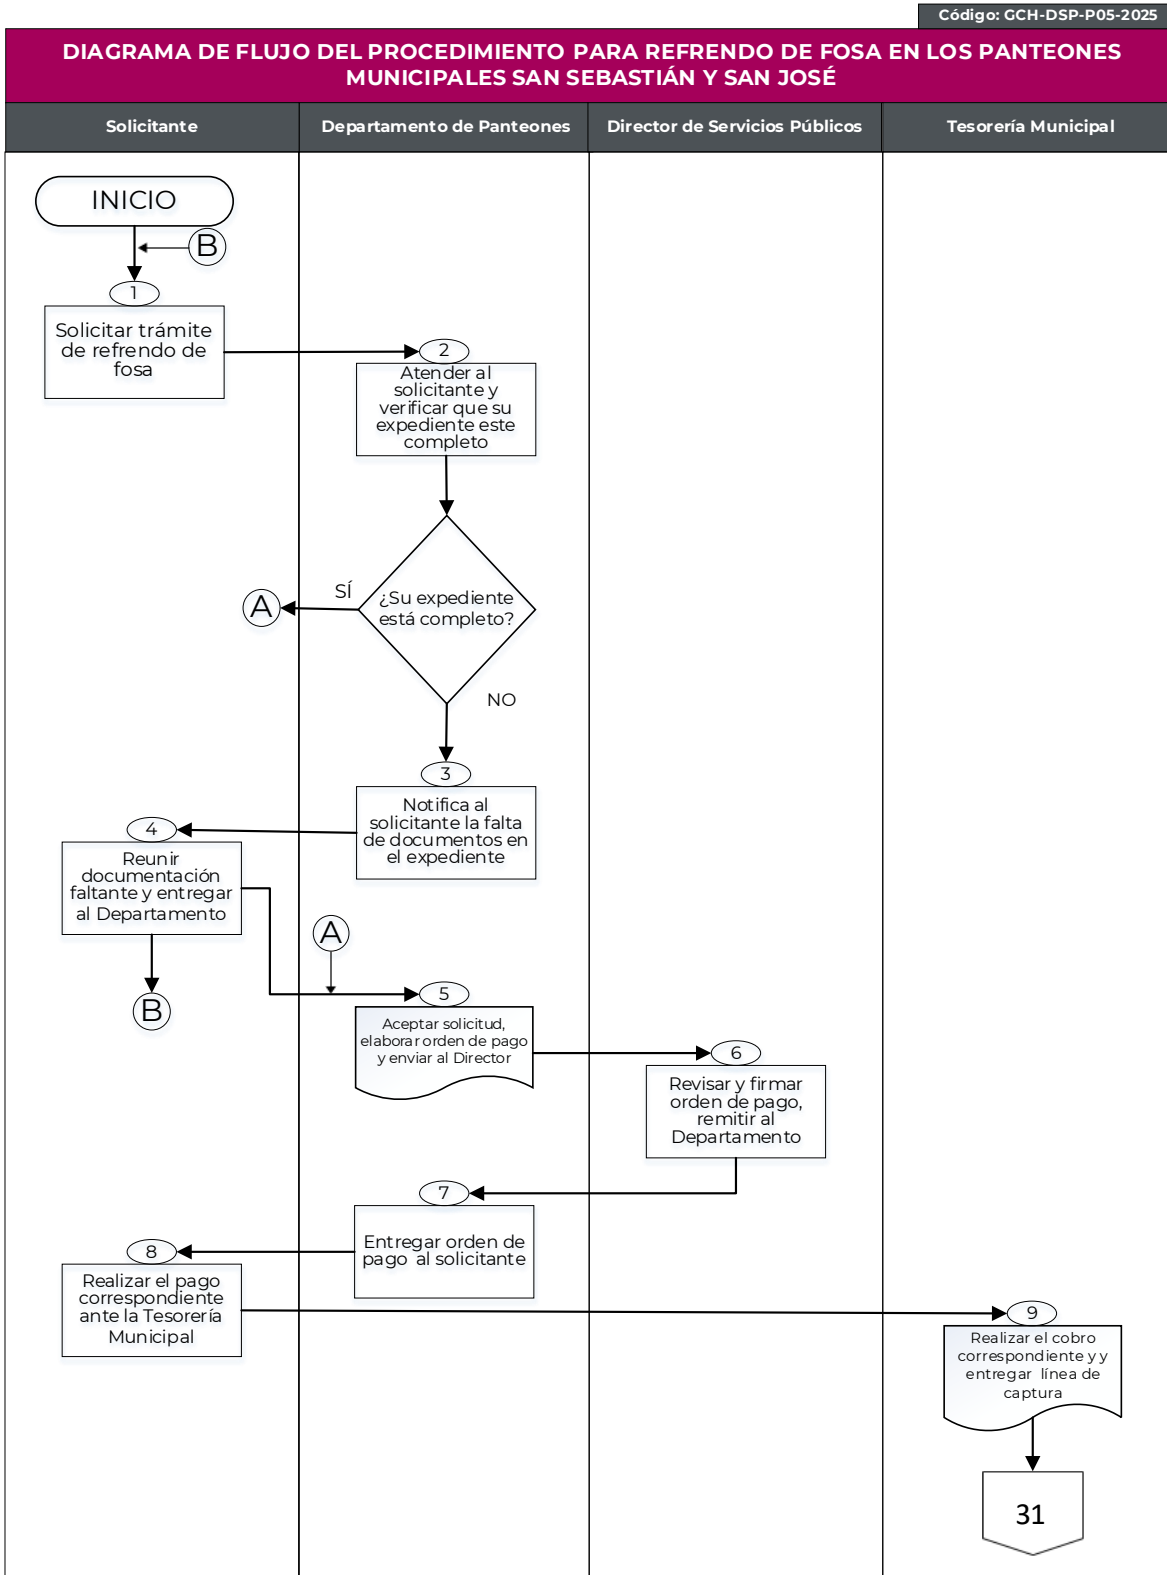 Código: GCH-DSP-P05-2025
DIAGRAMA DE FLUJO DEL PROCEDIMIENTO PARA REFRENDO DE FOSA EN LOS PANTEONES
MUNICIPALES SAN SEBASTIÁN Y SAN JOSÉ
Solicitante
Departamento de Panteones
Director de Servicios Públicos
Tesorería Municipal
INICIO
B
1
Solicitar trámite
de refrendo de
fosa
2
Atender al
solicitante y
verificar que su
expediente este
completo
¿Su expediente
está completo?
SÍ
A
NO
3
Notifica al
solicitante la falta
de documentos en
el expediente
4
Reunir
documentación
faltante y entregar
al Departamento
B
A
5
Aceptar solicitud,
elaborar orden de pago
y enviar al Director
6
Revisar y firmar
orden de pago,
remitir al
Departamento
7
Entregar orden de
pago al solicitante
8
Realizar el pago
correspondiente
ante la Tesorería
Municipal
9
Realizar el cobro
correspondiente y y
entregar línea de
captura
31